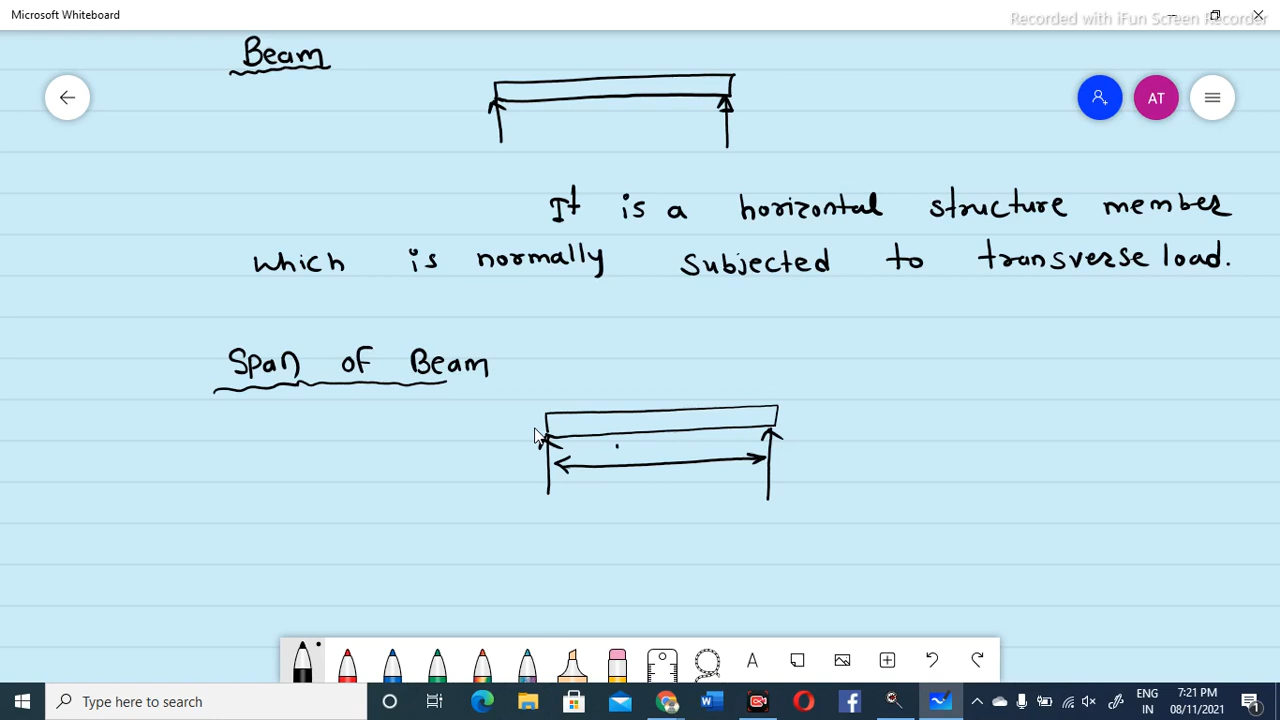 Microsoft Whiteboard
Recorded with iFun Screen Recorder
Beam
AT
It is a horizontal structure member
which is normally subjected to transverse load.
Span of Beam
A
Type here to search
W
ENG
IN
7:21 PM
08/11/2021
1